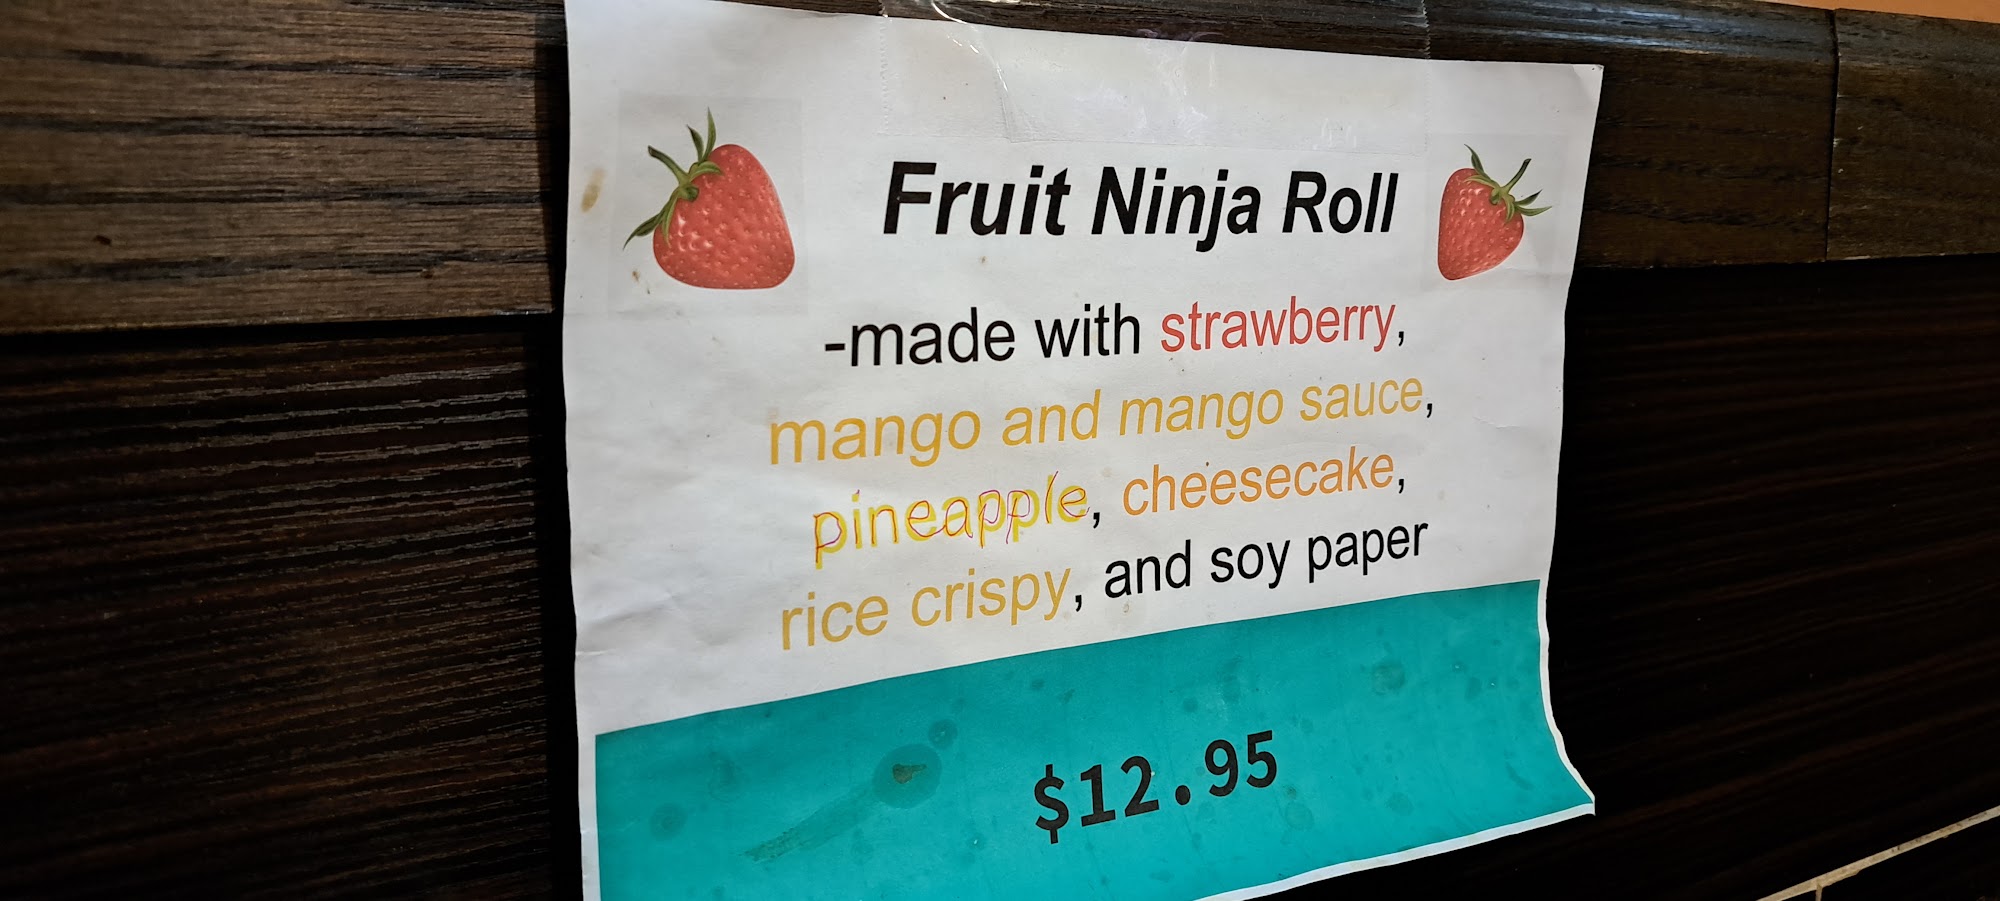 Fruit Ninja Roll
-made with strawberry,
mango and mango sauce,
pineapple, cheesecake,
rice crispy, and soy paper
$12.95